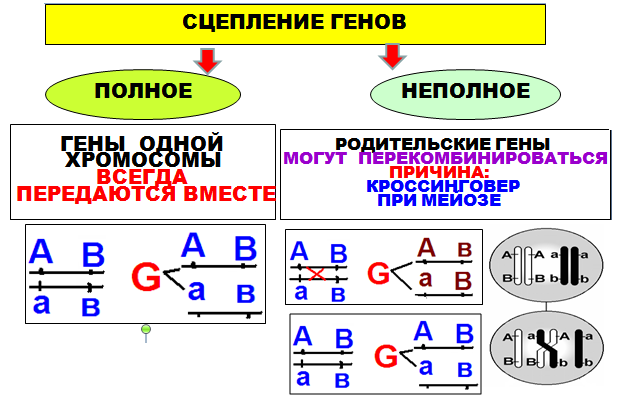 СЦЕПЛЕНИЕ ГЕНОВ
ПОЛНОЕ
НЕПОЛНОЕ
ГЕНЫ ОДНОЙ
ХРОМОСОМЫ
ВСЕГДА
ПЕРЕДАЮТСЯ ВМЕСТЕ
РОДИТЕЛЬСКИЕ ГЕНЫ
МОГУТ ПЕРЕКОМБИНИРОВАТЬСЯ
ПРИЧИНА:
КРОССИНГОВЕР
ПРИ МЕЙОЗЕ
А В
а в
G
А В
а в
А В
а в
G
А в
а В
A A a a
B B b b
А В
а в
G
А В
а в
A a A a
B B b b